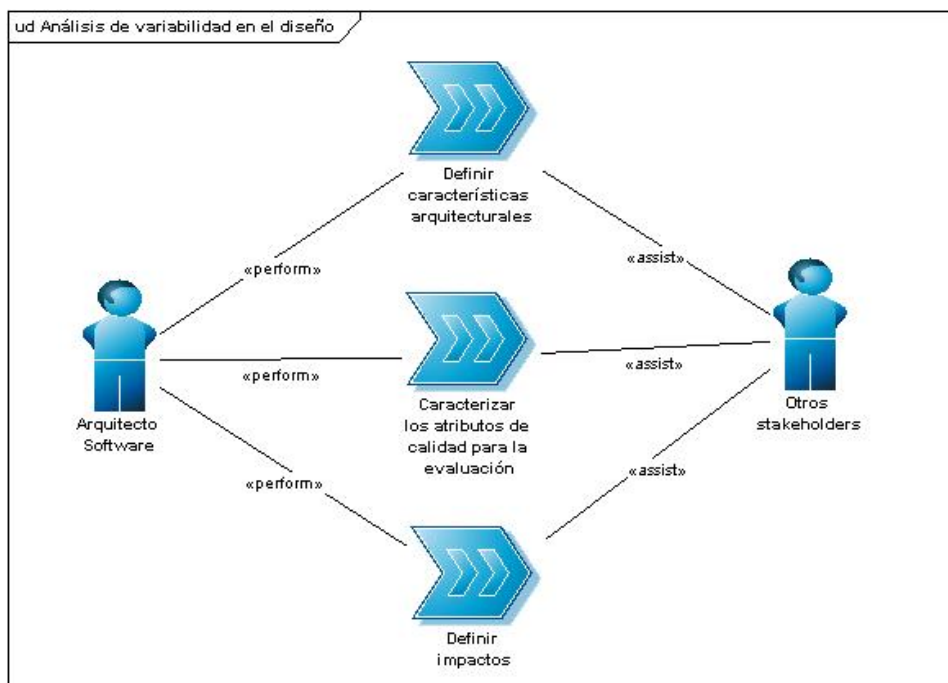 ud Análisis de variabilidad en el diseño
Definir
características
arquitecturales
«perform»
«assist»
«perform»
«assist»
Arquitecto
Software
Caracterizar
los atributos de
calidad para la
evaluación
Otros
stakeholders
«perform»
«assist»
Definir
impactos